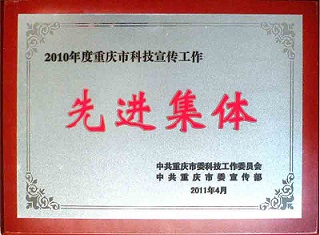 2010年度重庆市科技宣传工作
先进集体
中共重庆市委科技工作委员会
中共重庆市委宣传部
2011年4月